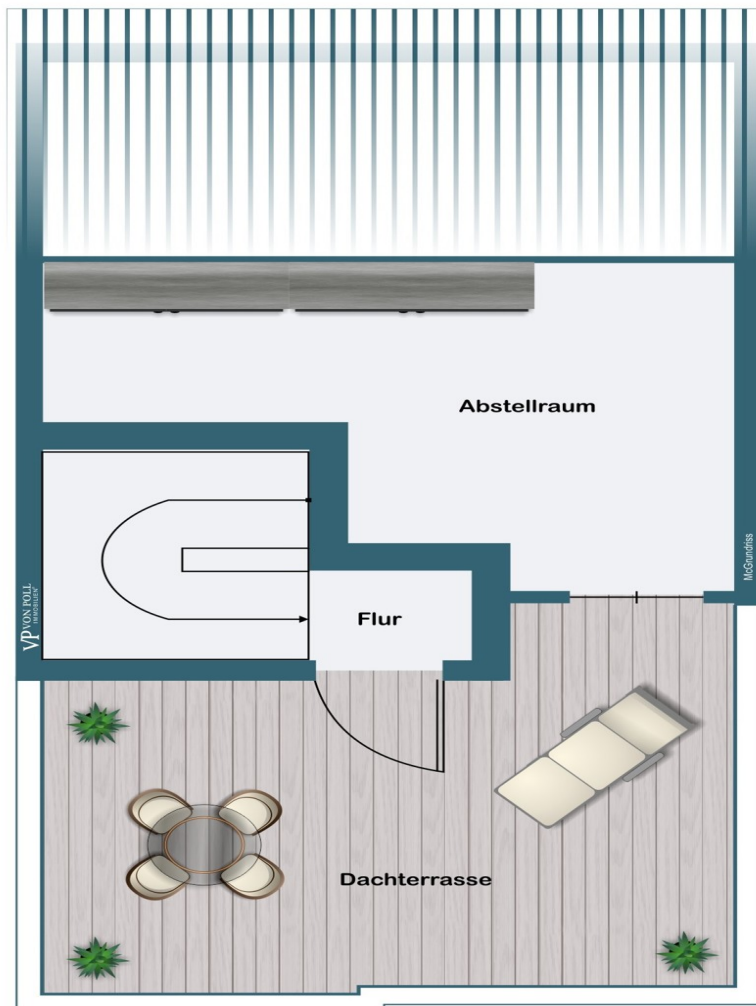 Abstellraum
McGrundriss
VP VON POLL
IMMOBILIEN
Flur
Dachterrasse